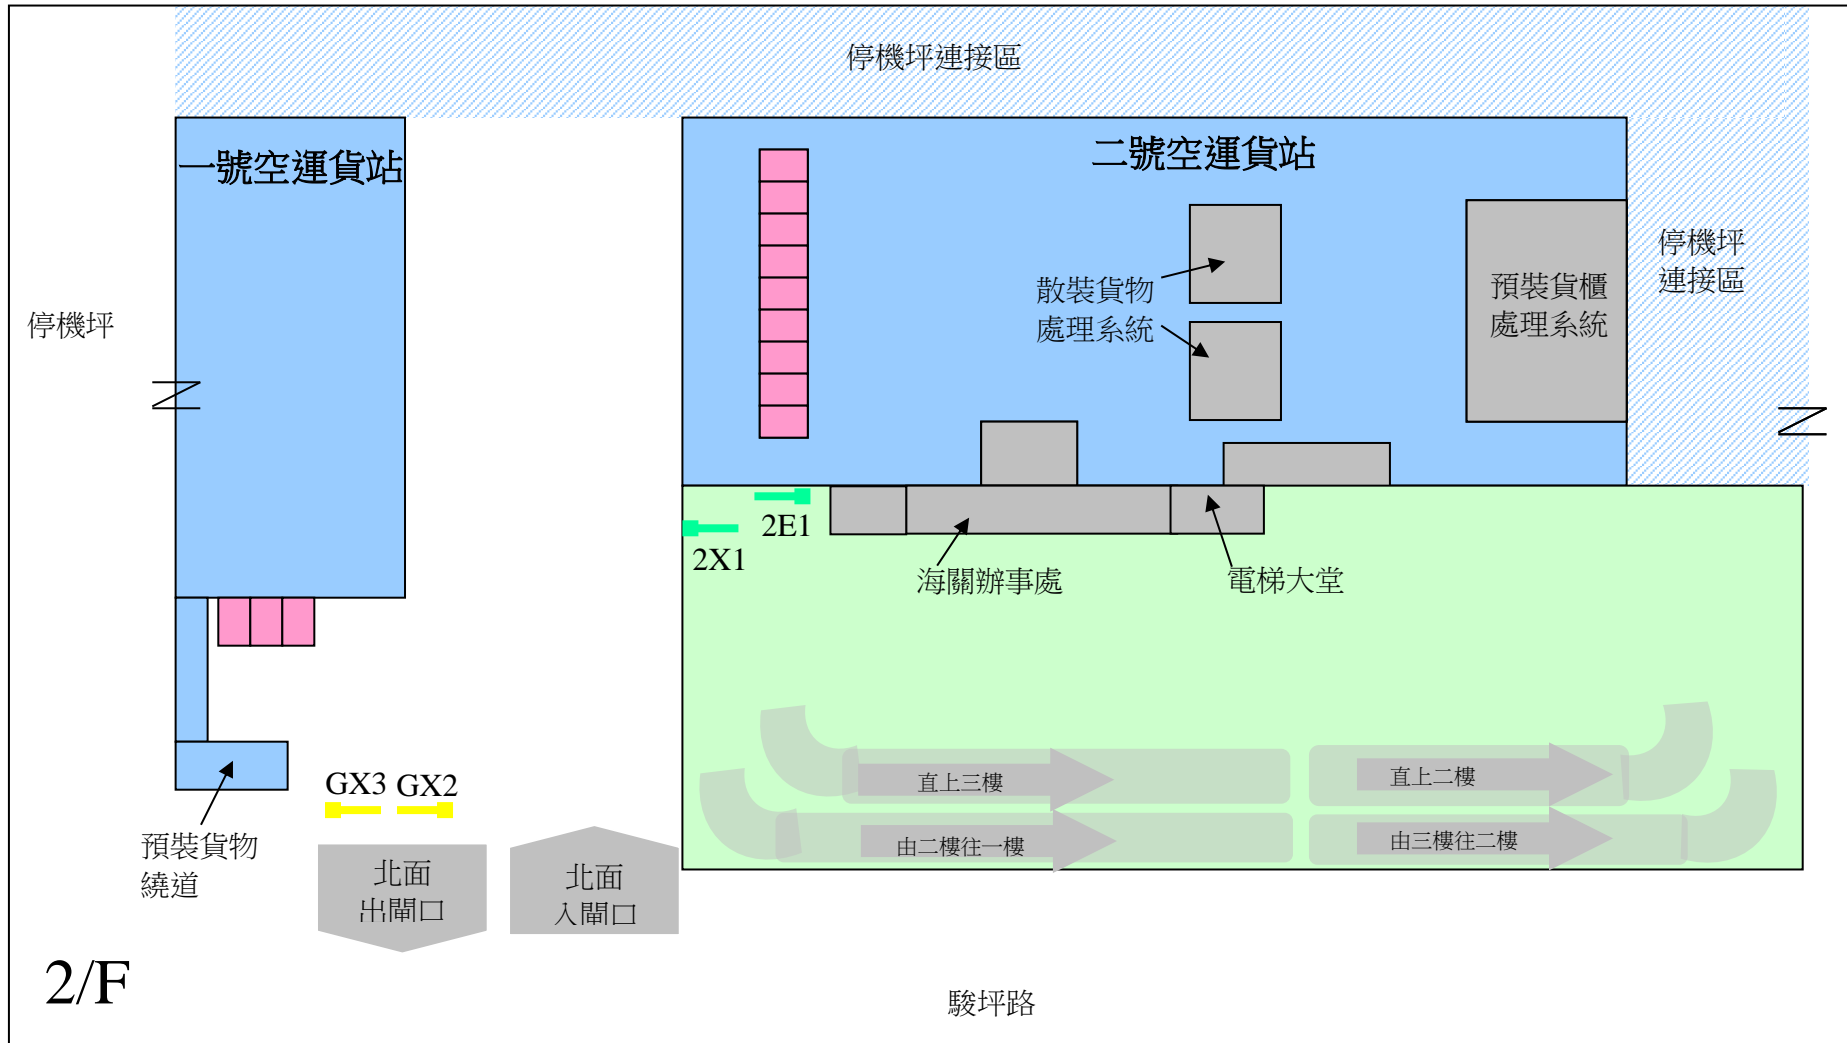 停機坪連接區
一號空運貨站
二號空運貨站
停機坪
連接區
散裝貨物
處理系統
預裝貨櫃
處理系統
停機坪
2E1
2X1
海關辦事處
電梯大堂
GX3
GX2
直上三樓
直上二樓
由二樓往一樓
由三樓往二樓
預裝貨物
繞道
北面
出閘口
北面
入閘口
2/F
駿坪路